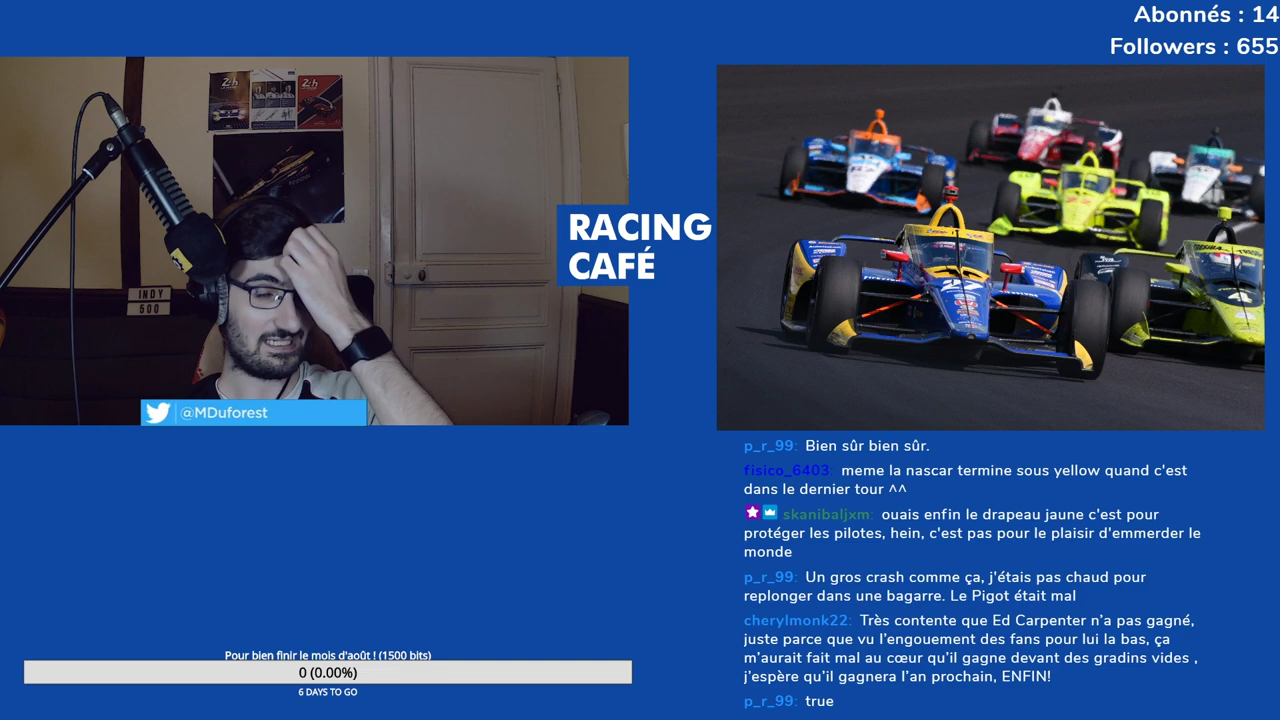 Abonnés : 14
Followers : 655
24h
24h
INDY
500
RACING
CAFÉ
27
4
@MDuforest
p_r_99: Bien sûr bien sûr.
fisico_6403: meme la nascar termine sous yellow quand c'est
dans le dernier tour ^^
skanibaljxm: ouais enfin le drapeau jaune c'est pour
protéger les pilotes, hein, c'est pas pour le plaisir d'emmerder le
monde
p_r_99: Un gros crash comme ça, j'étais pas chaud pour
replonger dans une bagarre. Le Pigot était mal
cherylmonk22: Très contente que Ed Carpenter n’a pas gagné,
juste parce que vu l’engouement des fans pour lui la bas, ça
m’aurait fait mal au cœur qu’il gagne devant des gradins vides ,
j’espère qu’il gagnera l’an prochain, ENFIN!
p_r_99: true
Pour bien finir le mois d'août ! (1500 bits)
0 (0.00%)
6 DAYS TO GO